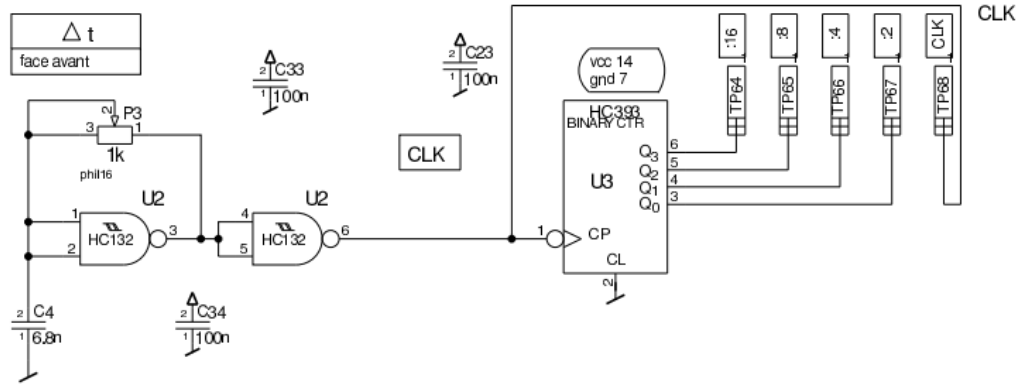 CLK
Δ t
face avant
:16
:8
:4
:2
CLK
2 C33
1 100n
2 C23
1 100n
vcc 14
gnd 7
TP64
TP65
TP66
TP67
TP68
2 P3
3 1
1k
phil16
HC393
BINARY CTR
CLK
Q3 6
Q2 5
Q1 4
Q0 3
U3
U2
U2
1
2
HC132
3
4
5
HC132
6
1
CP
CL
2
2 C4
1 6.8n
2 C34
1 100n